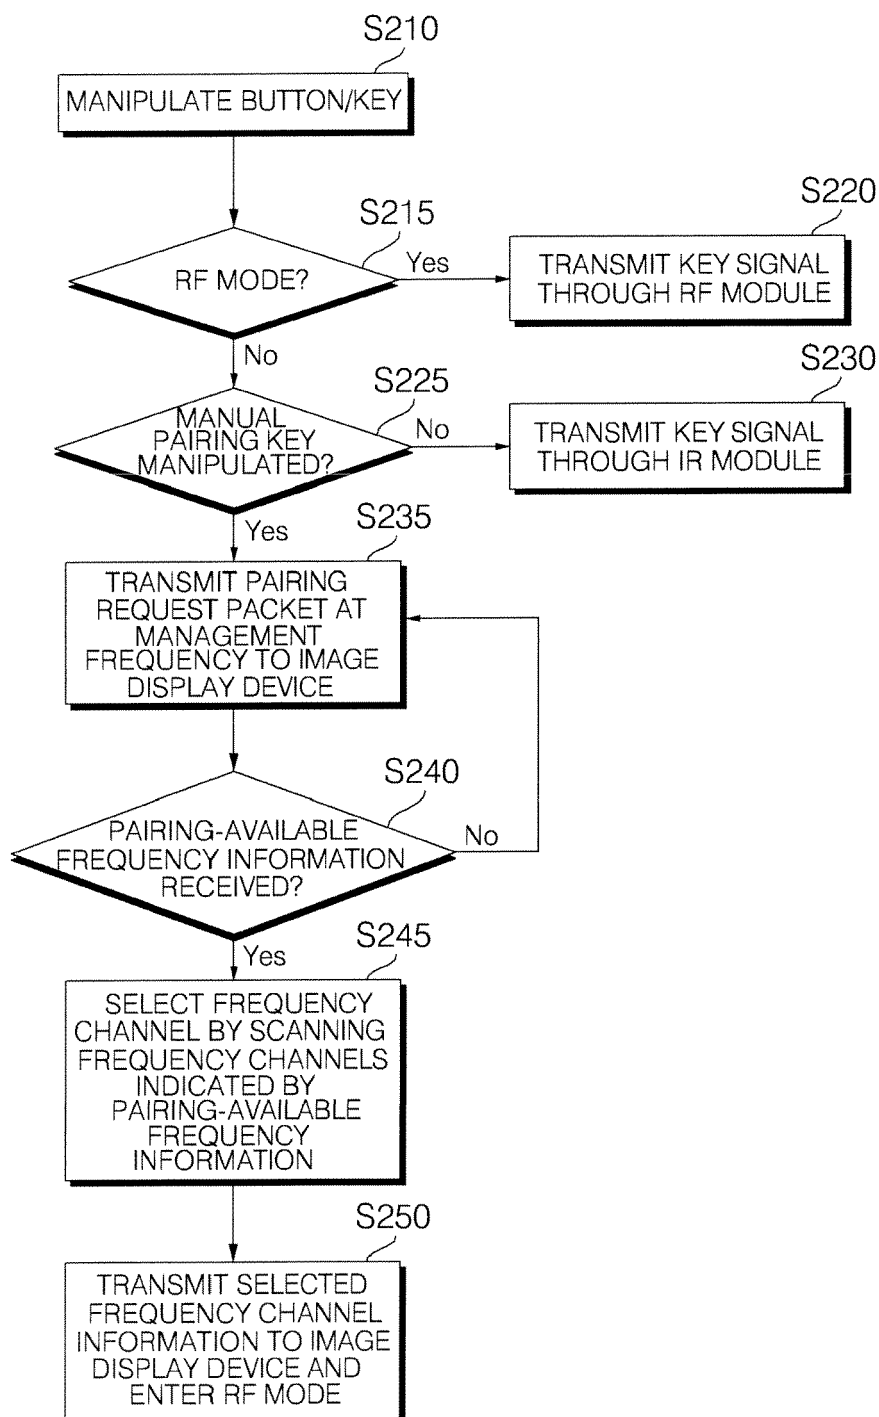 S210
MANIPULATE BUTTON/KEY
S215
RF MODE?
Yes
S220
TRANSMIT KEY SIGNAL
THROUGH RF MODULE
No
S225
MANUAL
PAIRING KEY
MANIPULATED?
No
S230
TRANSMIT KEY SIGNAL
THROUGH IR MODULE
Yes
S235
TRANSMIT PAIRING
REQUEST PACKET AT
MANAGEMENT
FREQUENCY TO IMAGE
DISPLAY DEVICE
S240
PAIRING-AVAILABLE
FREQUENCY INFORMATION
RECEIVED?
No
Yes
S245
SELECT FREQUENCY
CHANNEL BY SCANNING
FREQUENCY CHANNELS
INDICATED BY
PAIRING-AVAILABLE
FREQUENCY
INFORMATION
S250
TRANSMIT SELECTED
FREQUENCY CHANNEL
INFORMATION TO IMAGE
DISPLAY DEVICE AND
ENTER RF MODE